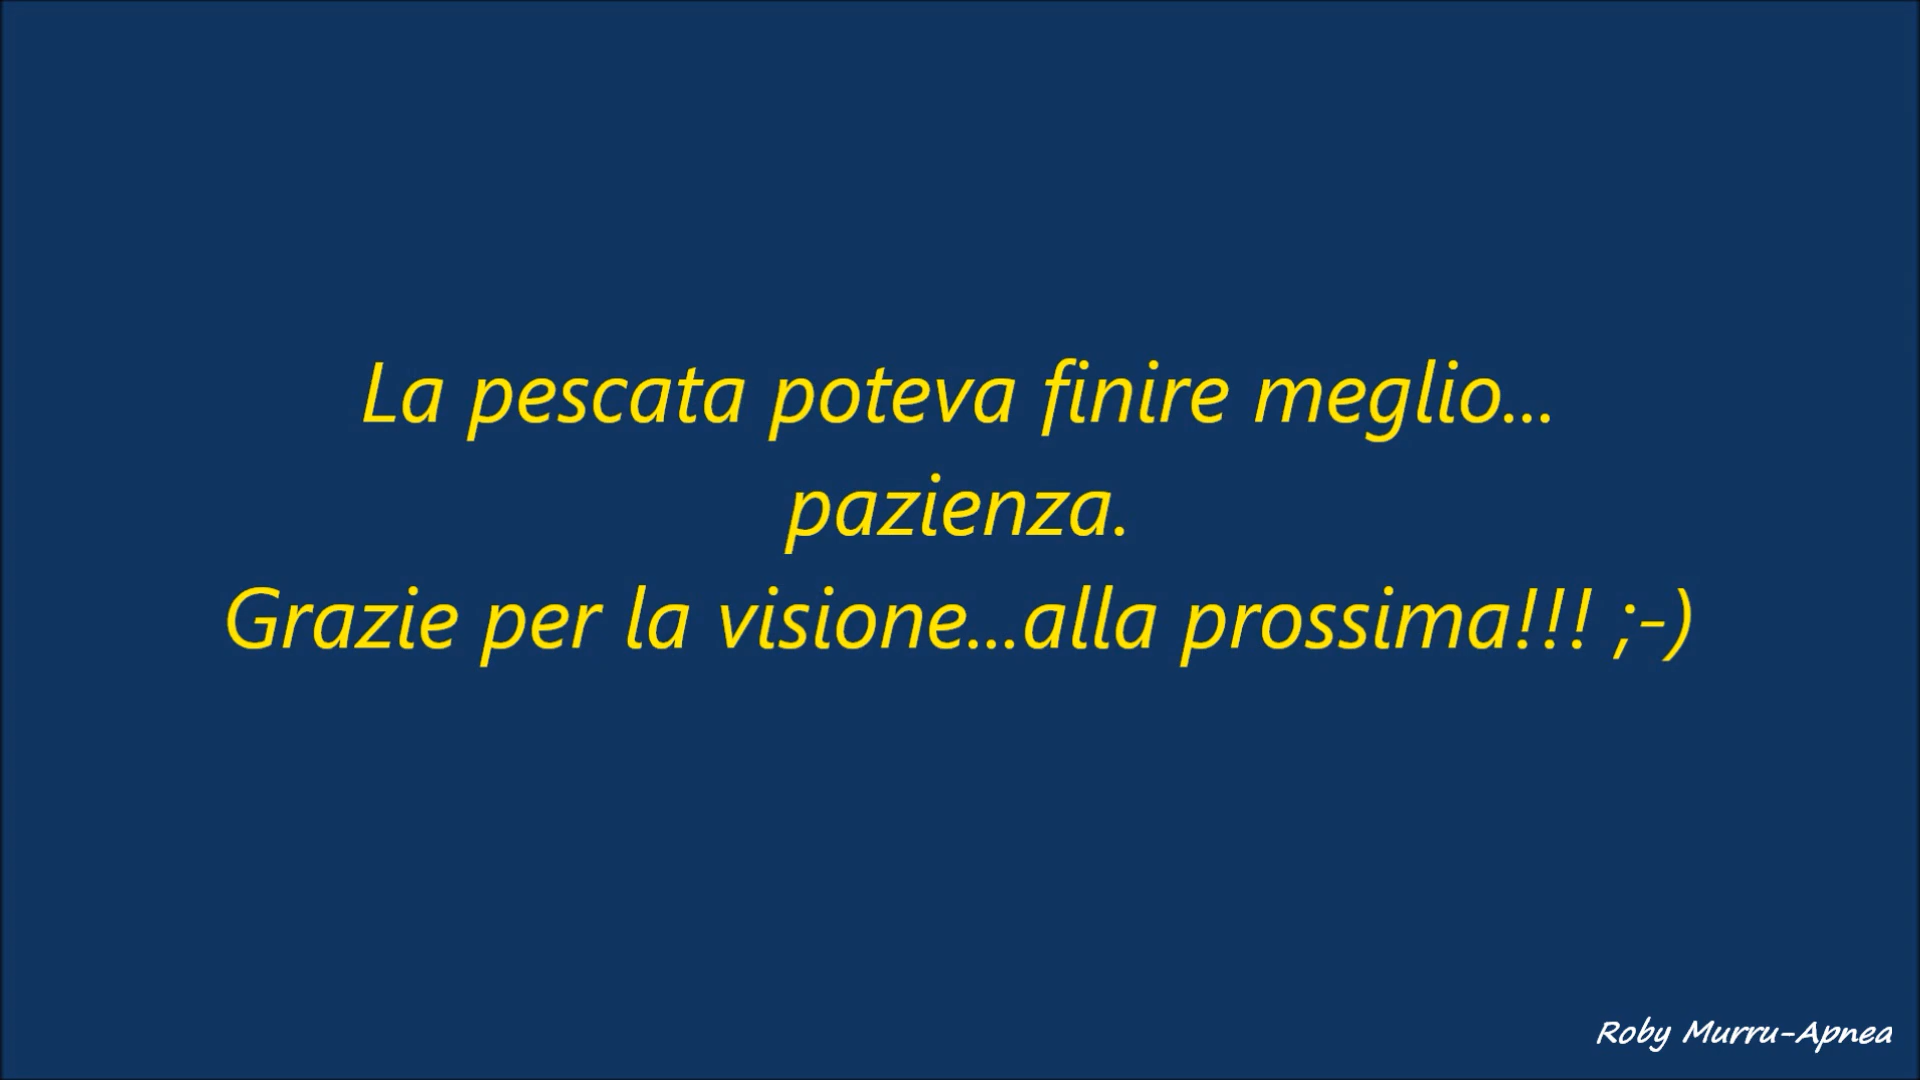 La pescata poteva finire meglio...
pazienza.
Grazie per la visione...alla prossima!!! ;-)
Roby Murru-Apnea